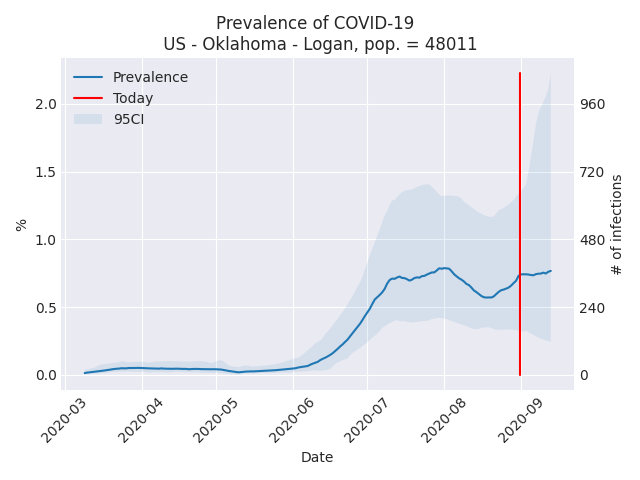 Prevalence of COVID-19
US - Oklahoma - Logan, pop. = 48011
Prevalence
Today
95CI
2.0
1.5
1.0
0.5
0.0
%
960
720
480
240
0
# of infections
2020-03
2020-04
2020-05
2020-06
2020-07
2020-08
2020-09
Date